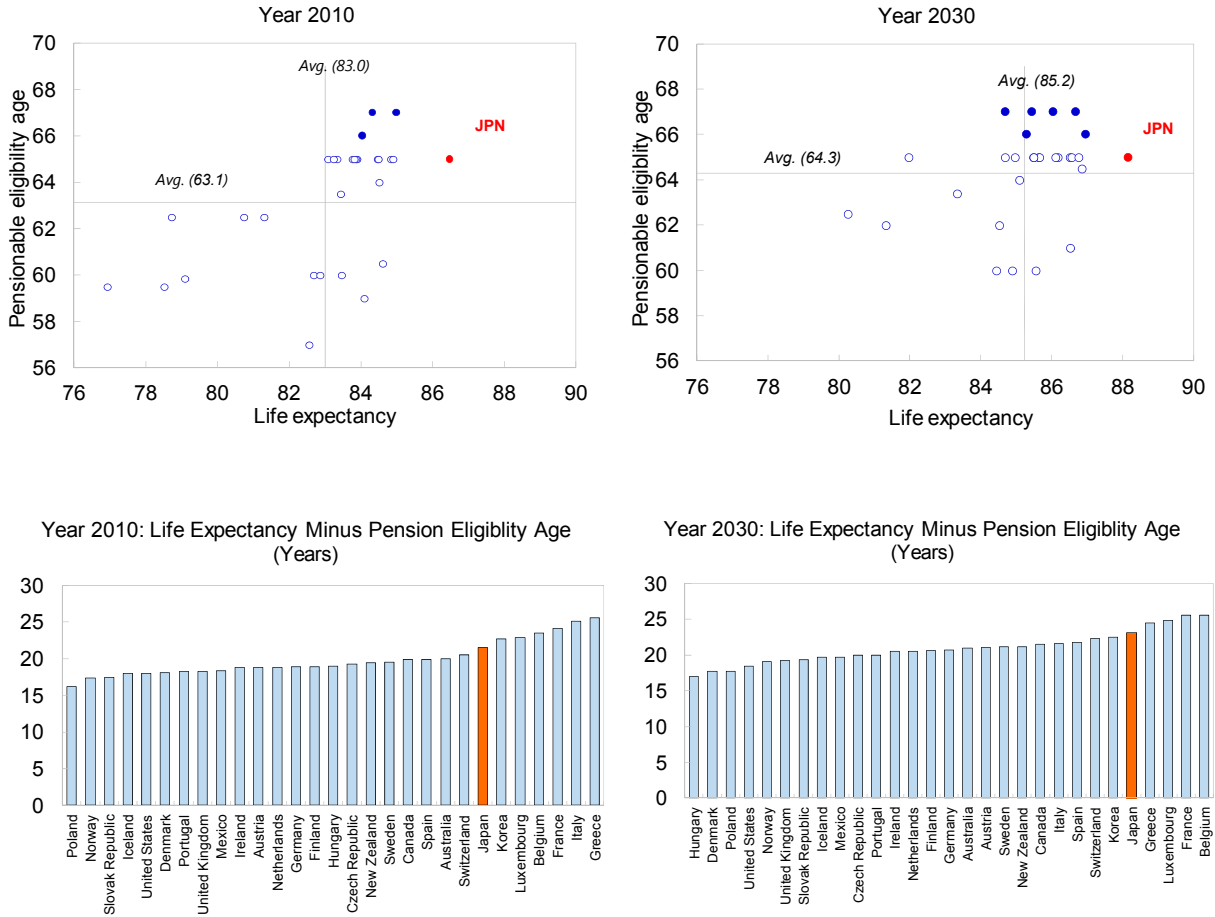 Year 2010
70
68
66
64
62
60
58
56
76
78
80
82
84
86
88
90
Pensionable eligibility age
Life expectancy
Avg. (83.0)
Avg. (63.1)
JPN
Year 2030
70
68
66
64
62
60
58
56
76
78
80
82
84
86
88
90
Pensionable eligibility age
Life expectancy
Avg. (85.2)
Avg. (64.3)
JPN
Year 2010: Life Expectancy Minus Pension Eligiblity Age
(Years)
30
25
20
15
10
5
0
Poland
Norway
Slovak Republic
Iceland
United States
Denmark
Portugal
United Kingdom
Mexico
Ireland
Austria
Netherlands
Germany
Finland
Hungary
Czech Republic
New Zealand
Sweden
Canada
Spain
Australia
Switzerland
Japan
Korea
Luxembourg
Belgium
France
Italy
Greece
Year 2030: Life Expectancy Minus Pension Eligiblity Age
(Years)
30
25
20
15
10
5
0
Hungary
Denmark
Poland
United States
Norway
United Kingdom
Slovak Republic
Iceland
Mexico
Czech Republic
Portugal
Ireland
Netherlands
Finland
Germany
Australia
Austria
Sweden
New Zealand
Canada
Italy
Spain
Switzerland
Korea
Japan
Greece
Luxembourg
France
Belgium